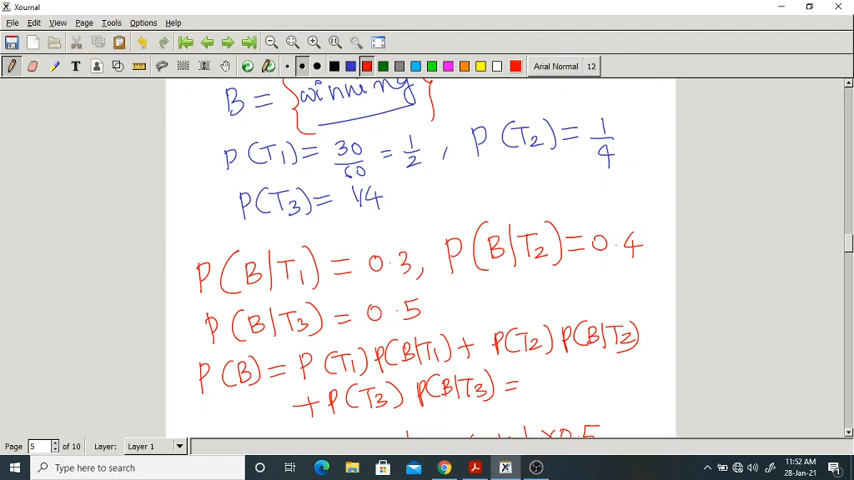 Xournal
File Edit View Page Tools Options Help
Arial Normal 12
B = {winning}
P(T1) = 30/60 = 1/2, P(T2) = 1/4
P(T3) = 1/4
P(B|T1) = 0.3, P(B|T2) = 0.4
P(B|T3) = 0.5
P(B) = P(T1) P(B|T1) + P(T2) P(B|T2)
+ P(T3) P(B|T3) =
x0.5
Page 5 of 10 Layer: Layer 1
Type here to search
11:52 AM
28-Jan-21